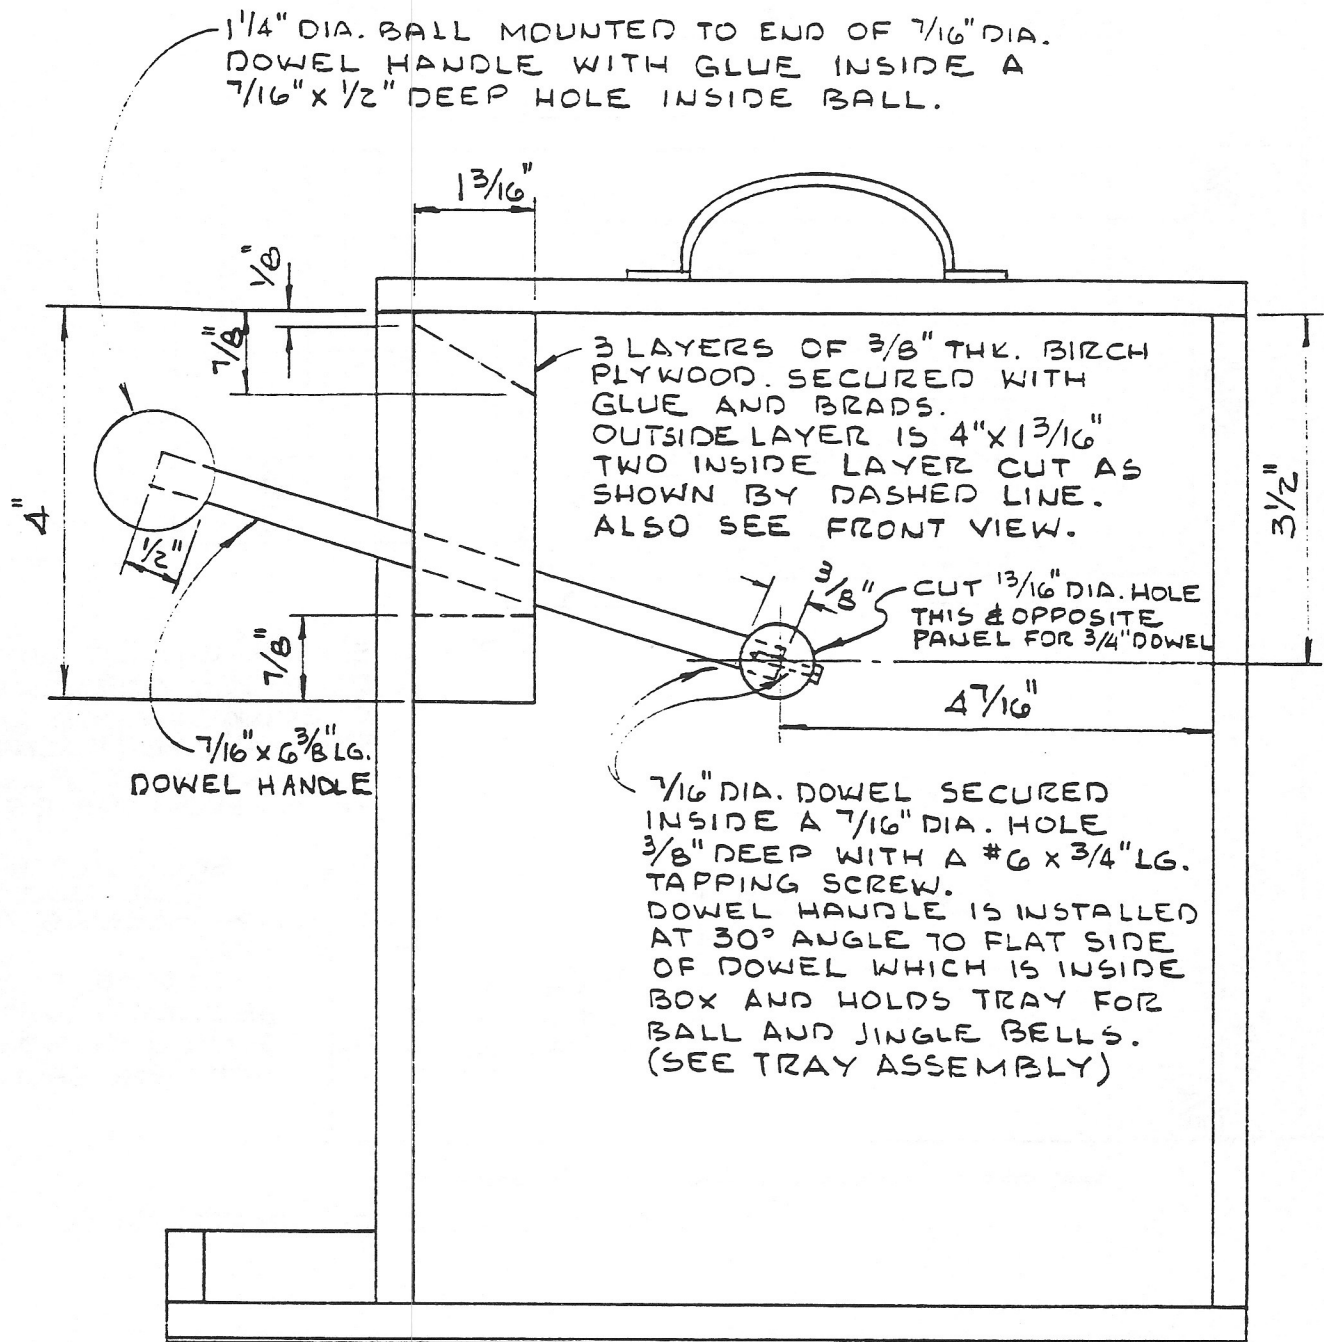 1 1/4" DIA. BALL MOUNTED TO END OF 7/16" DIA.
DOWEL HANDLE WITH GLUE INSIDE A
7/16" x 1/2" DEEP HOLE INSIDE BALL.
1 3/16"
1/8"
7/8"
3 LAYERS OF 3/8" THK. BIRCH
PLYWOOD. SECURED WITH
GLUE AND BRADS.
OUTSIDE LAYER IS 4" x 1 3/16"
TWO INSIDE LAYER CUT AS
SHOWN BY DASHED LINE.
ALSO SEE FRONT VIEW.
4"
3 1/2"
1/2"
3/8"
CUT 13/16" DIA. HOLE
THIS & OPPOSITE
PANEL FOR 3/4" DOWEL
7/8"
4 7/16"
7/16" x 6 3/8" LG.
DOWEL HANDLE
7/16" DIA. DOWEL SECURED
INSIDE A 7/16" DIA. HOLE
3/8" DEEP WITH A #6 x 3/4" LG.
TAPPING SCREW.
DOWEL HANDLE IS INSTALLED
AT 30° ANGLE TO FLAT SIDE
OF DOWEL WHICH IS INSIDE
BOX AND HOLDS TRAY FOR
BALL AND JINGLE BELLS.
(SEE TRAY ASSEMBLY)